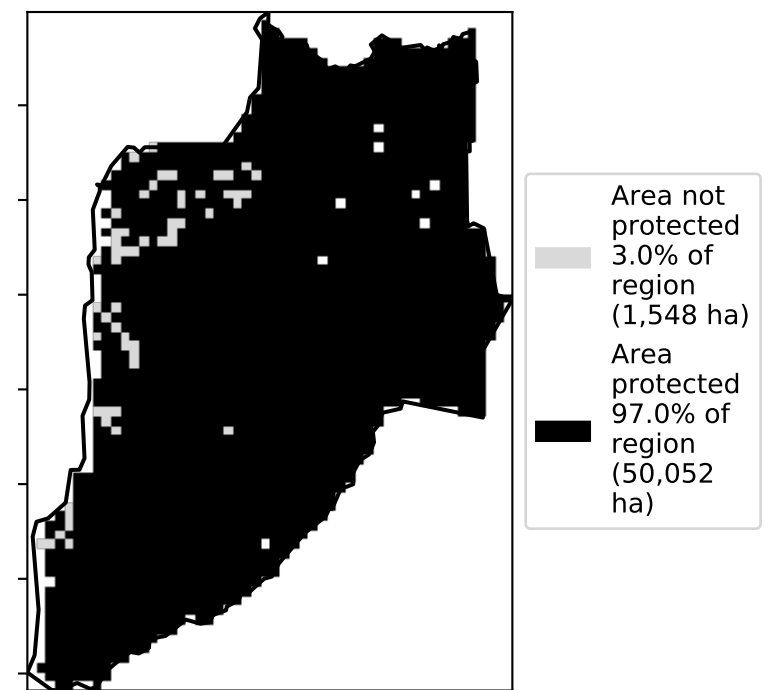 Area not
protected
3.0% of
region
(1,548 ha)
Area
protected
97.0% of
region
(50,052
ha)